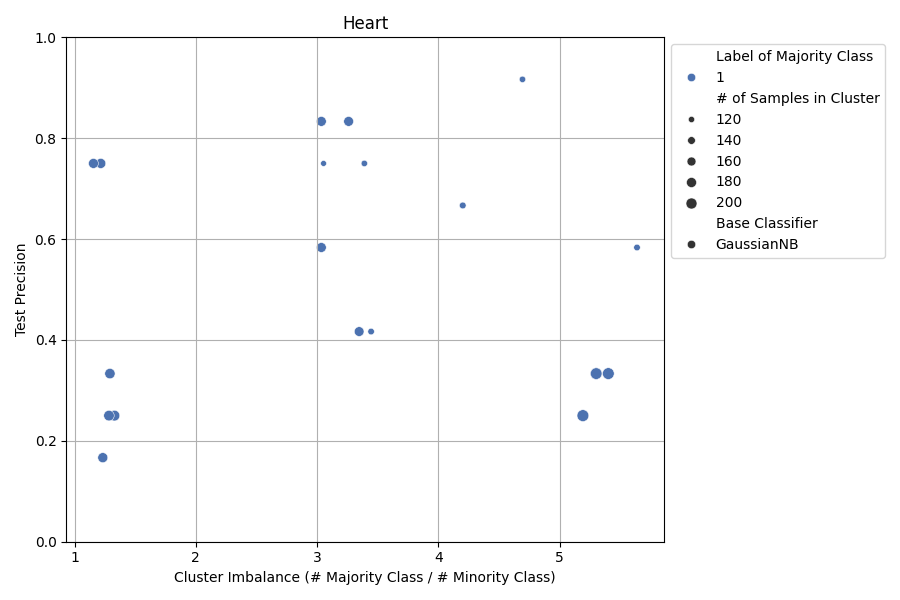 Heart
1.0
0.8
0.6
0.4
0.2
0.0
Test Precision
1
2
3
4
5
Cluster Imbalance (# Majority Class / # Minority Class)
Label of Majority Class
1
# of Samples in Cluster
120
140
160
180
200
Base Classifier
GaussianNB